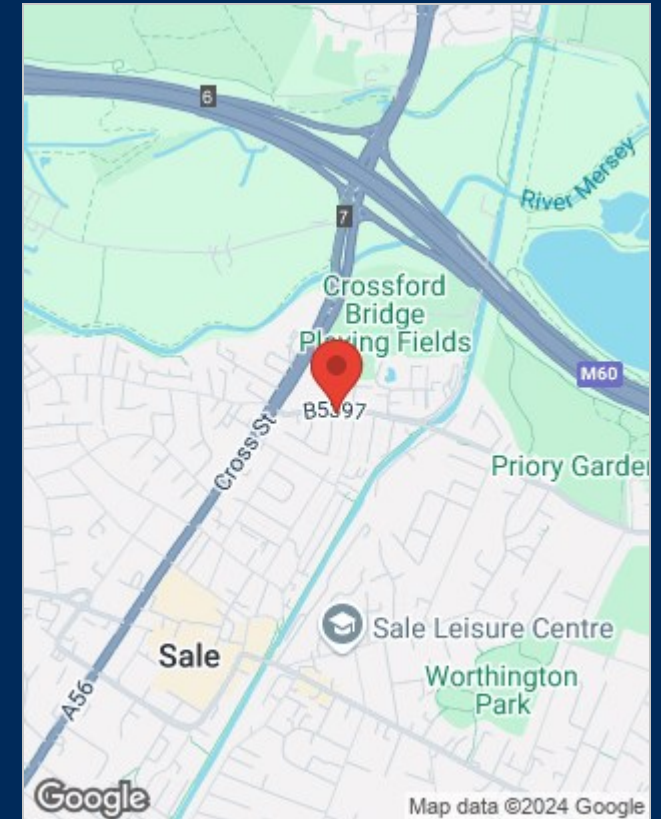 6
7
River Mersey
Crossford
Bridge
Playing Fields
M60
B5397
Cross St
Priory Garde
Sale Leisure Centre
Sale
Worthington
Park
A56
Google
Map data ©2024 Google